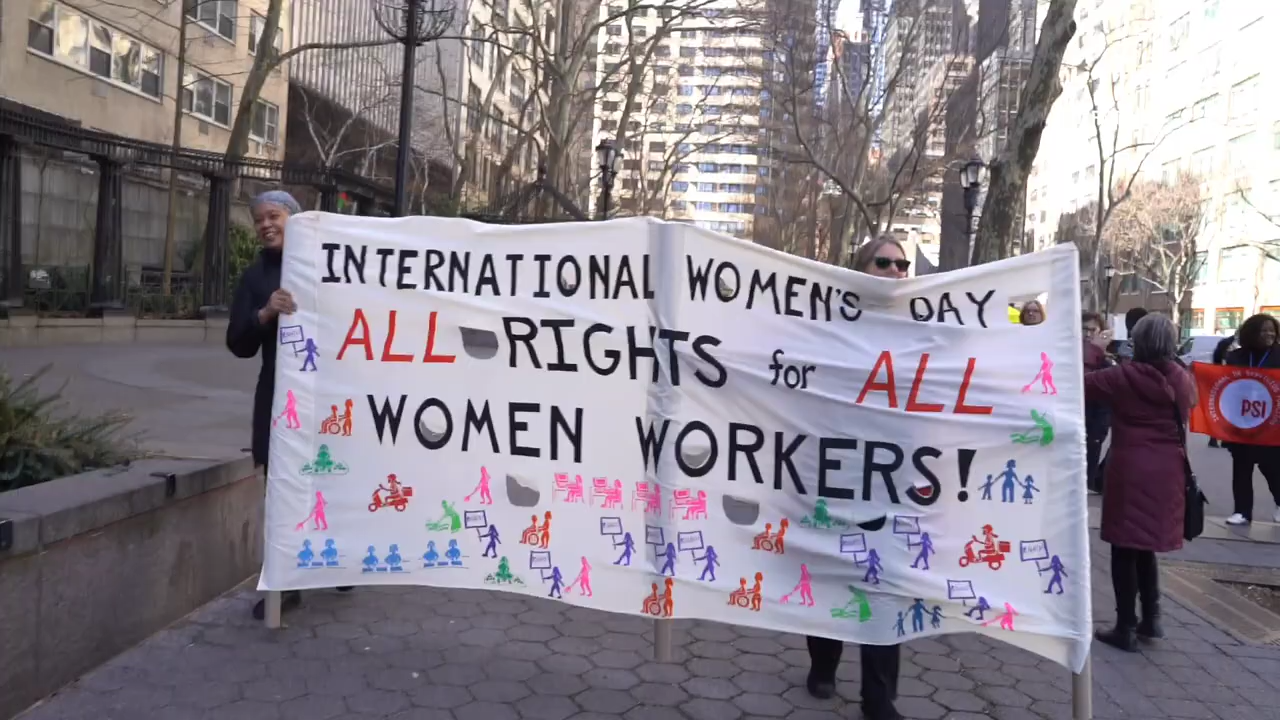 INTERNATIONAL WOMEN'S DAY
ALL RIGHTS for ALL
WOMEN WORKERS!
PSI